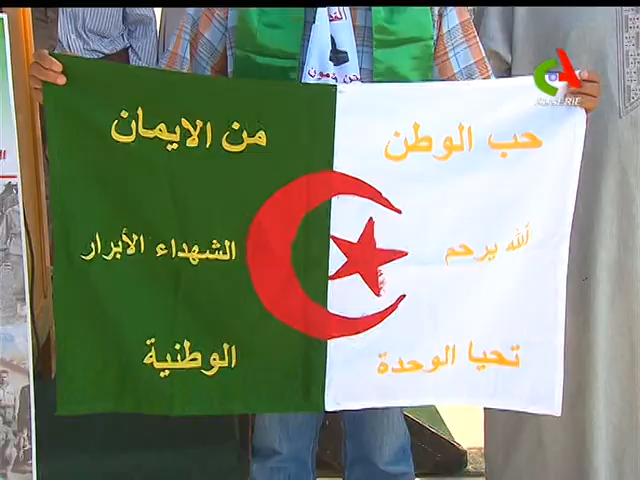 حب الوطن من الايمان
الله يرحم الشهداء الأبرار
تحيا الوحدة الوطنية